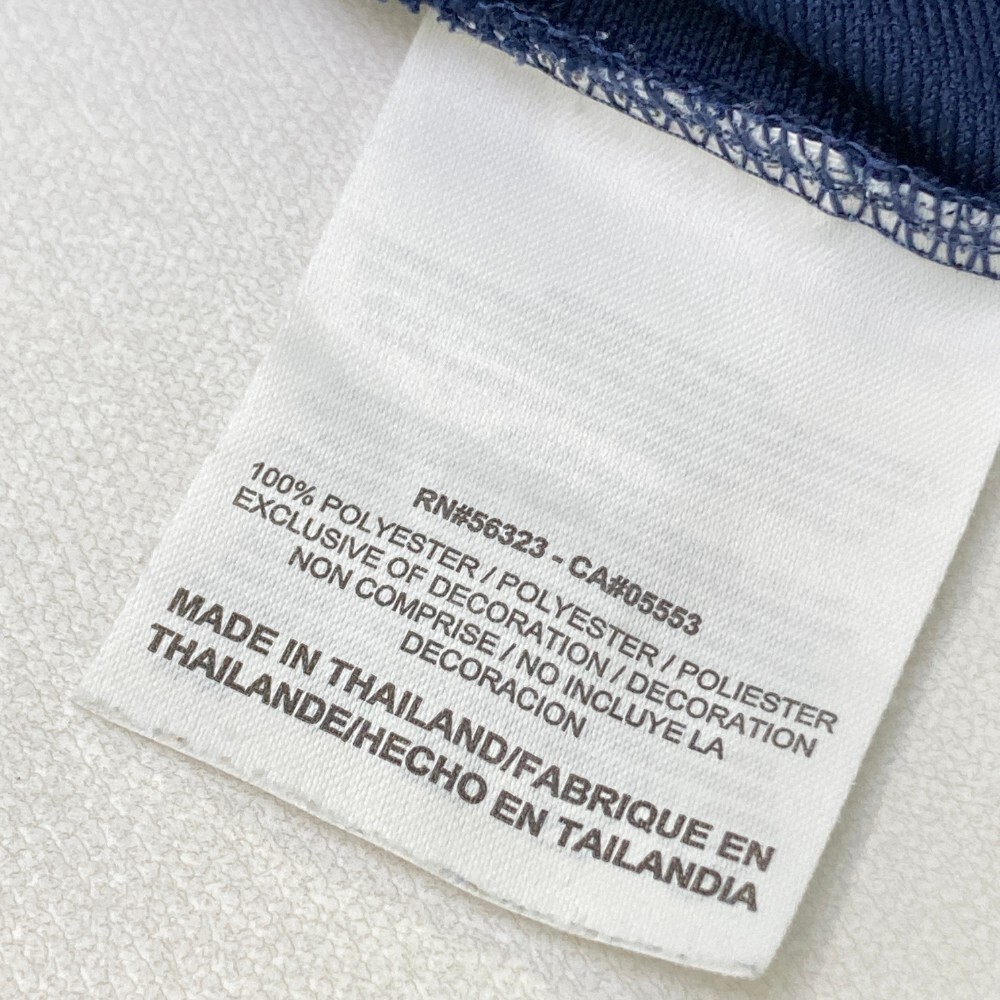 RN#56323 - CA#05553
100% POLYESTER / POLYESTER / POLIESTER
EXCLUSIVE OF DECORATION / DECORATION
NON COMPRISE / NO INCLUYE LA
DECORACION
MADE IN THAILAND/FABRIQUE EN
THAILANDE/HECHO EN TAILANDIA